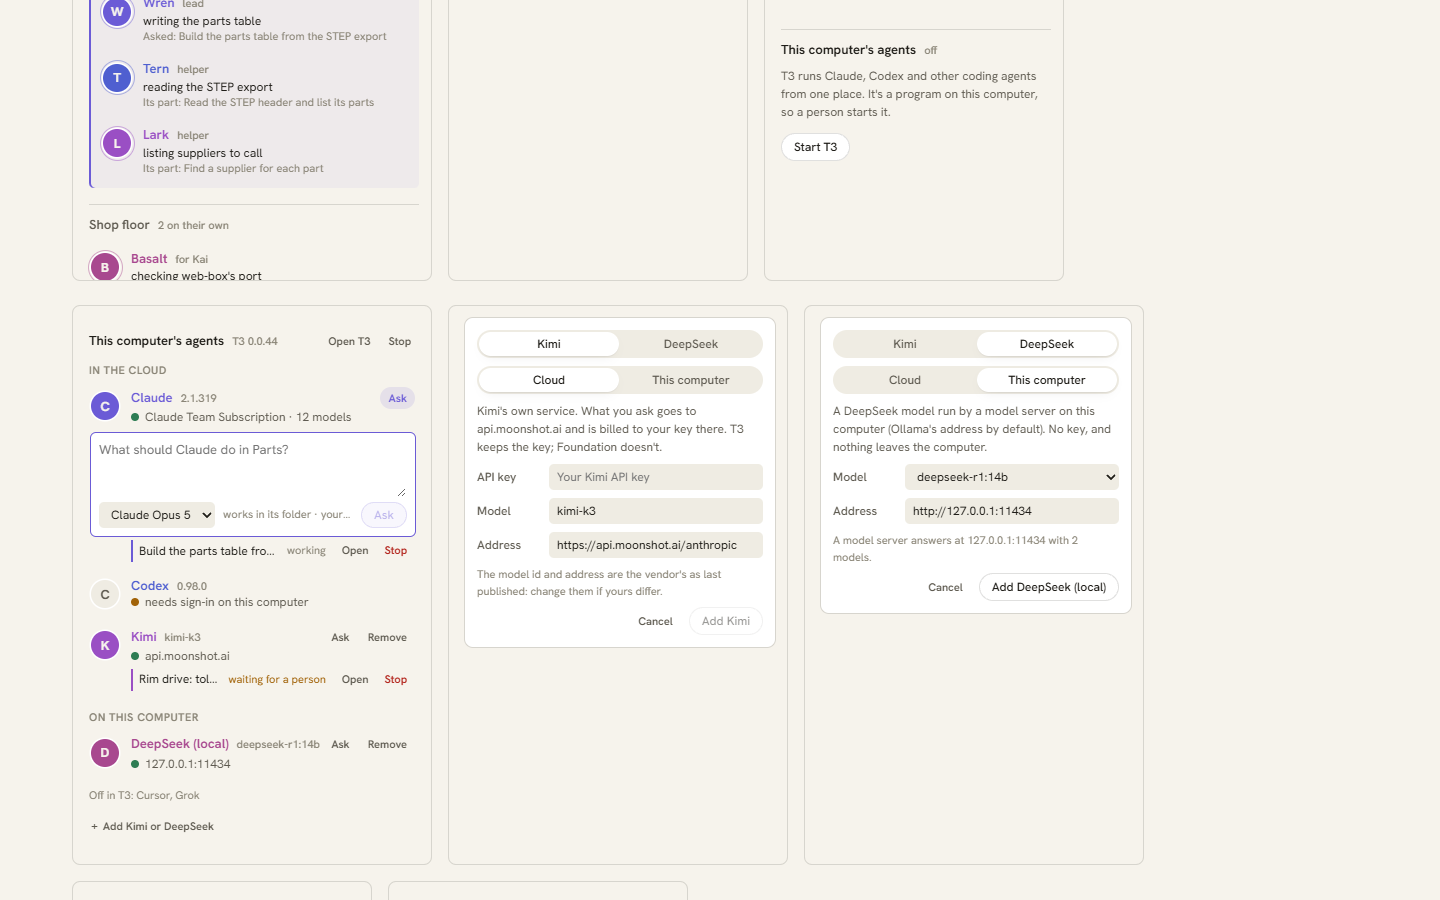 W
Wren lead
writing the parts table
Asked: Build the parts table from the STEP export
T
Tern helper
reading the STEP export
Its part: Read the STEP header and list its parts
L
Lark helper
listing suppliers to call
Its part: Find a supplier for each part
Shop floor 2 on their own
B
Basalt for Kai
checking web-box's port
This computer's agents off
T3 runs Claude, Codex and other coding agents
from one place. It's a program on this computer,
so a person starts it.
Start T3
This computer's agents T3 0.0.44 Open T3 Stop
IN THE CLOUD
C
Claude 2.1.319 Ask
Claude Team Subscription · 12 models
What should Claude do in Parts?
Claude Opus 5 works in its folder · your... Ask
Build the parts table fro... working Open Stop
C
Codex 0.98.0
needs sign-in on this computer
K
Kimi kimi-k3 Ask Remove
api.moonshot.ai
Rim drive: tol... waiting for a person Open Stop
ON THIS COMPUTER
D
DeepSeek (local) deepseek-r1:14b Ask Remove
127.0.0.1:11434
Off in T3: Cursor, Grok
+ Add Kimi or DeepSeek
Kimi DeepSeek
Cloud This computer
Kimi's own service. What you ask goes to
api.moonshot.ai and is billed to your key there. T3
keeps the key; Foundation doesn't.
API key Your Kimi API key
Model kimi-k3
Address https://api.moonshot.ai/anthropic
The model id and address are the vendor's as last
published: change them if yours differ.
Cancel Add Kimi
Kimi DeepSeek
Cloud This computer
A DeepSeek model run by a model server on this
computer (Ollama's address by default). No key, and
nothing leaves the computer.
Model deepseek-r1:14b
Address http://127.0.0.1:11434
A model server answers at 127.0.0.1:11434 with 2
models.
Cancel Add DeepSeek (local)